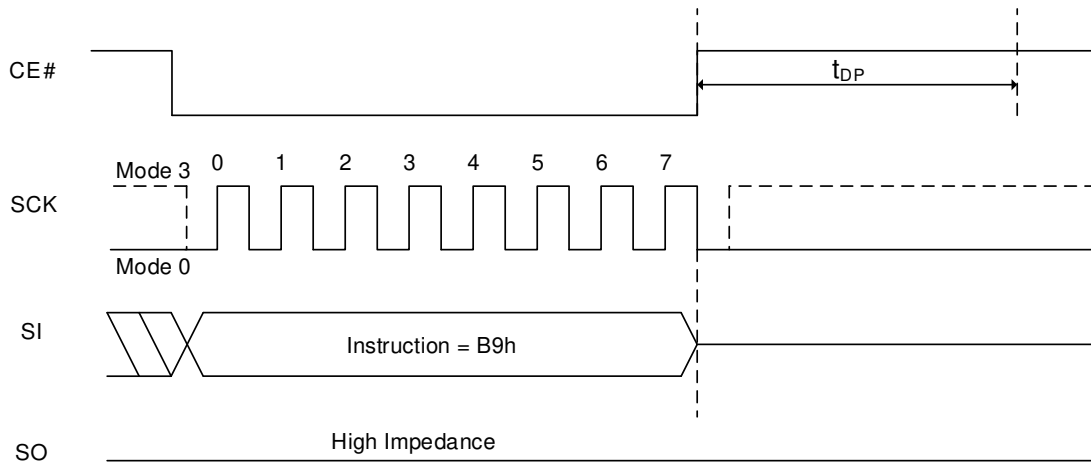 CE#
tDP
Mode 3
0 1 2 3 4 5 6 7
SCK
Mode 0
SI
Instruction = B9h
SO
High Impedance